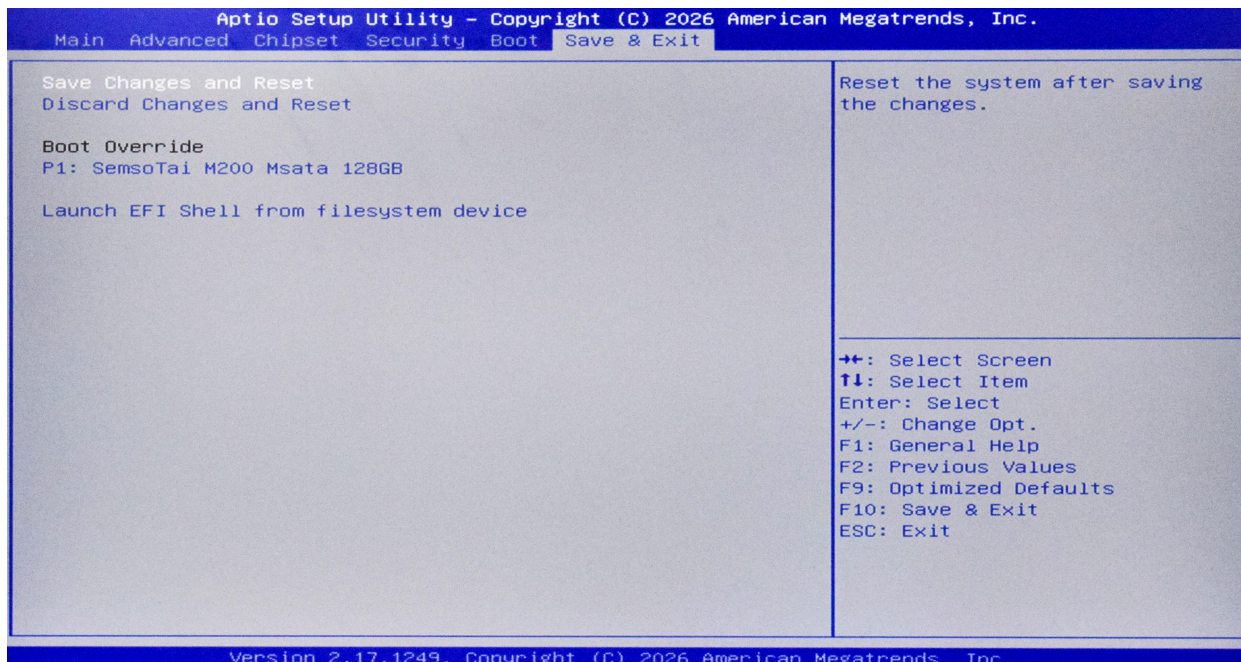 Aptio Setup Utility – Copyright (C) 2026 American Megatrends, Inc.
Main Advanced Chipset Security Boot Save & Exit
Save Changes and Reset
Discard Changes and Reset
Boot Override
P1: SemsoTai M200 Msata 128GB
Launch EFI Shell from filesystem device
Reset the system after saving
the changes.
→←: Select Screen
↑↓: Select Item
Enter: Select
+/-: Change Opt.
F1: General Help
F2: Previous Values
F9: Optimized Defaults
F10: Save & Exit
ESC: Exit
Version 2.17.1249. Copyright (C) 2026 American Megatrends, Inc.